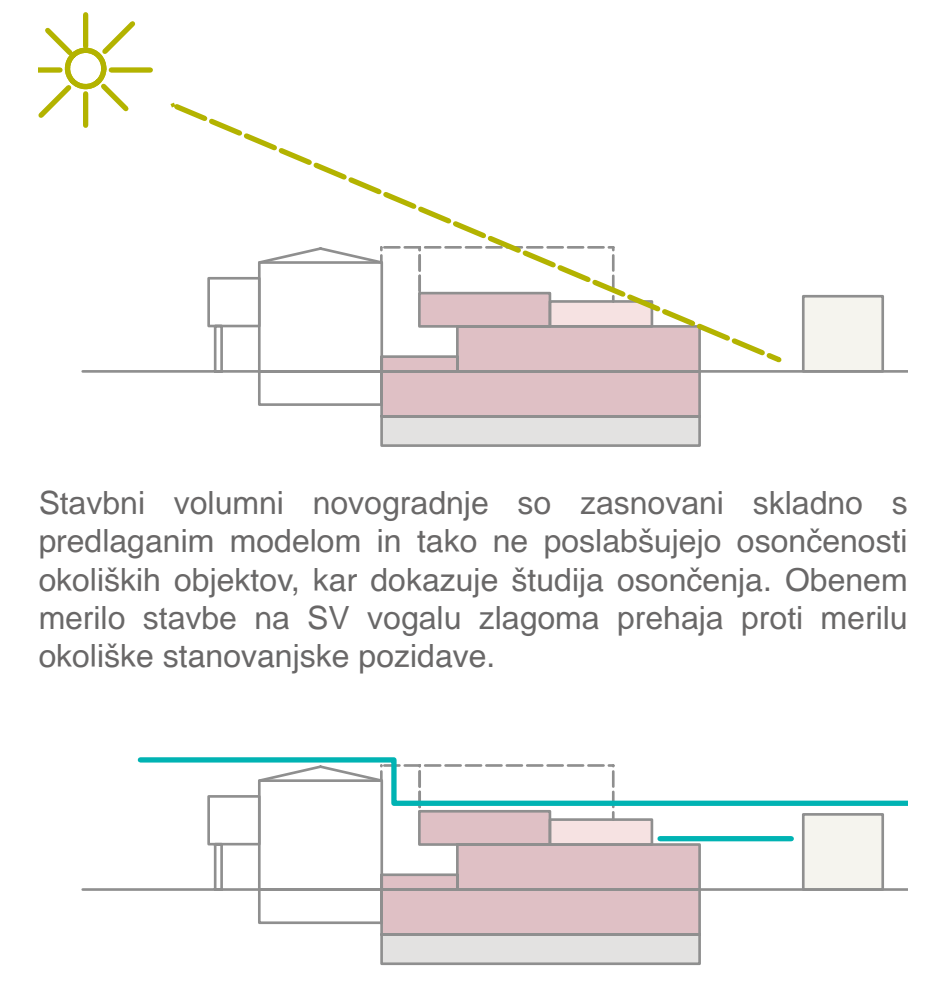 Stavbni volumni novogradnje so zasnovani skladno s
predlaganim modelom in tako ne poslabšujejo osončenosti
okoliških objektov, kar dokazuje študija osončenja. Obenem
merilo stavbe na SV vogalu zlagoma prehaja proti merilu
okoliške stanovanjske pozidave.